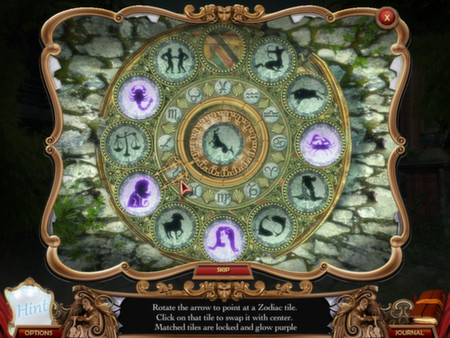 X
SKIP
Hint
Rotate the arrow to point at a Zodiac tile.
Click on that tile to swap it with center.
Matched tiles are locked and glow purple
OPTIONS
JOURNAL